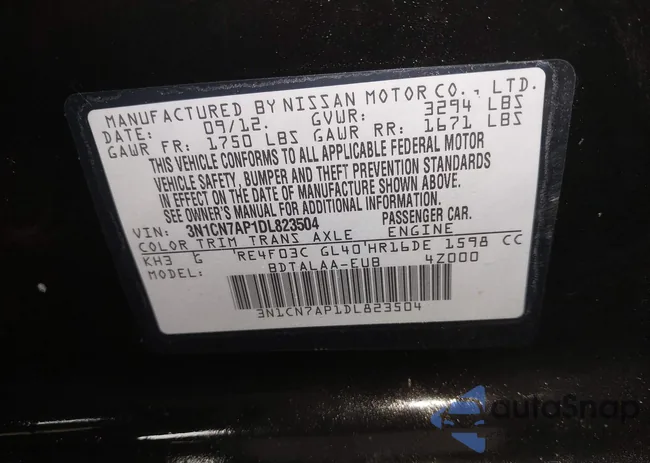 MANUFACTURED BY NISSAN MOTOR CO., LTD.
DATE: 09/12. GVWR: 3294 LBS
GAWR FR: 1750 LBS GAWR RR: 1671 LBS
THIS VEHICLE CONFORMS TO ALL APPLICABLE FEDERAL MOTOR
VEHICLE SAFETY, BUMPER AND THEFT PREVENTION STANDARDS
IN EFFECT ON THE DATE OF MANUFACTURE SHOWN ABOVE.
SEE OWNER'S MANUAL FOR ADDITIONAL INFORMATION.
VIN: 3N1CN7AP1DL823504 PASSENGER CAR.
COLOR TRIM TRANS AXLE ENGINE
KH3 G RE4F03C GL40 HR16DE 1598 CC
MODEL: BDTALAA-EUB 4Z000
3N1CN7AP1DL823504
autoSnap